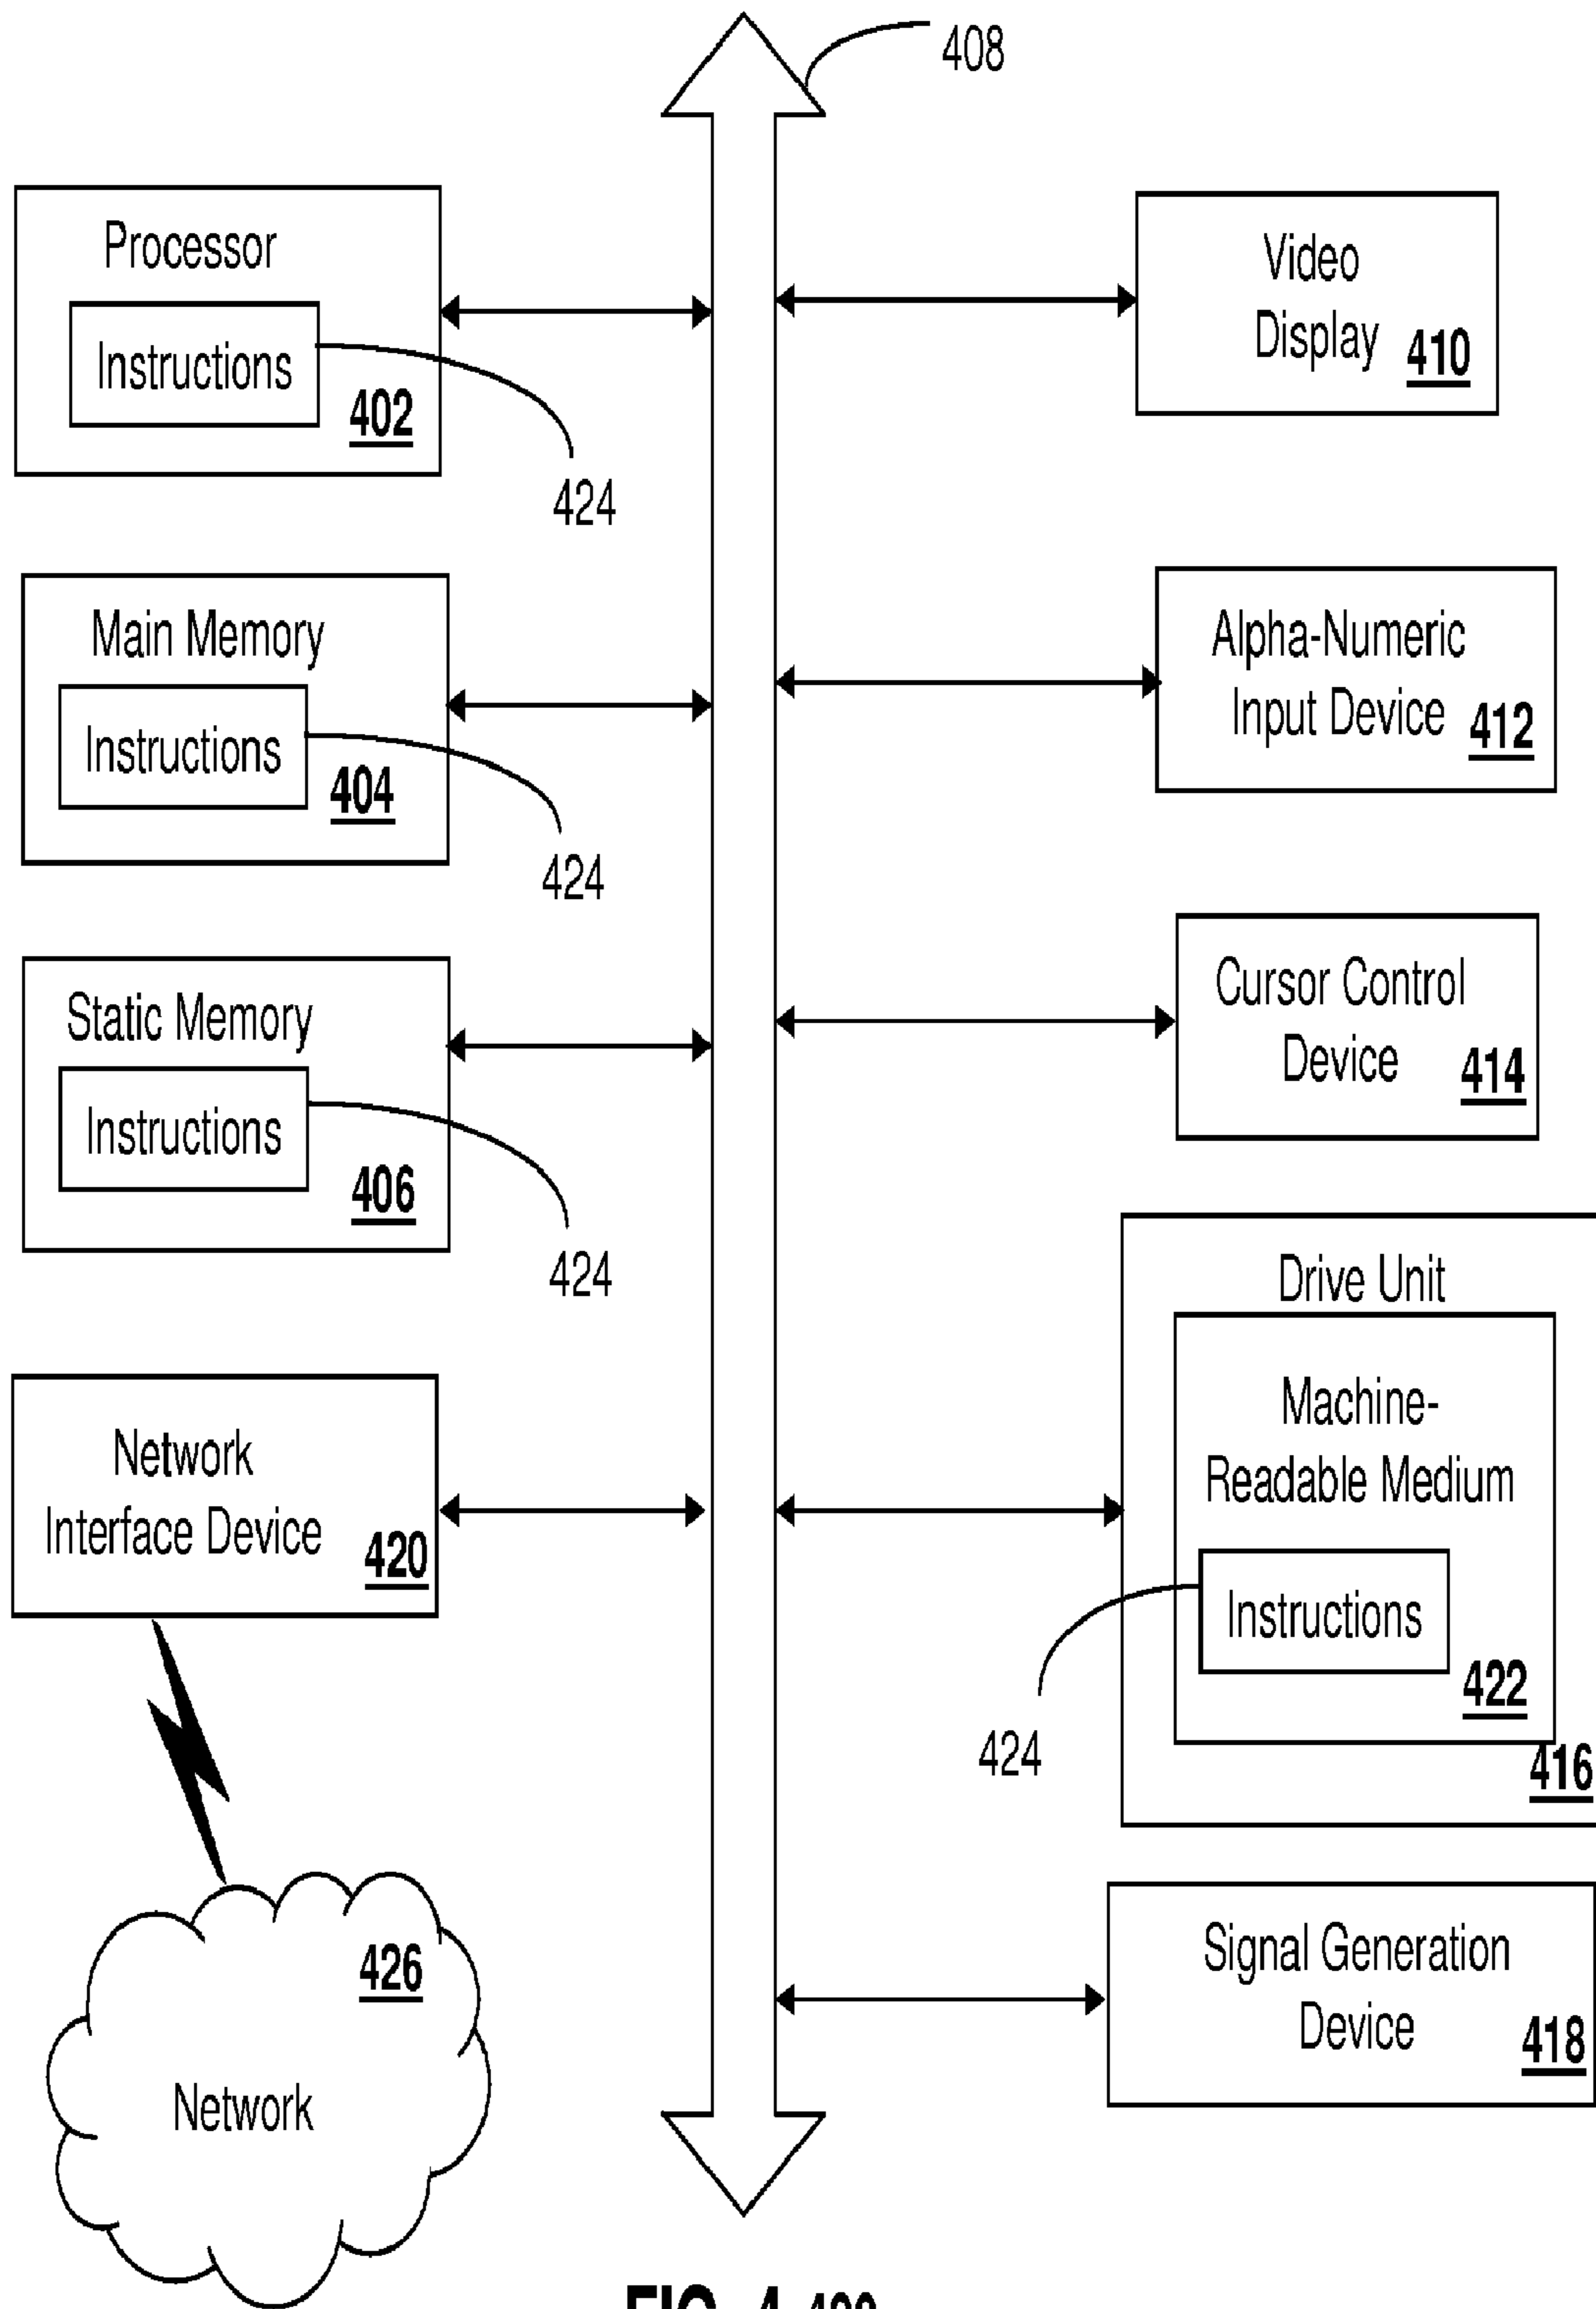 408
Processor
Instructions
402
424
Main Memory
Instructions
404
424
Static Memory
Instructions
406
424
Network
Interface Device
420
426
Network
Video
Display
410
Alpha-Numeric
Input Device
412
Cursor Control
Device
414
Drive Unit
Machine-
Readable Medium
Instructions
422
424
416
Signal Generation
Device
418
FIG. 4